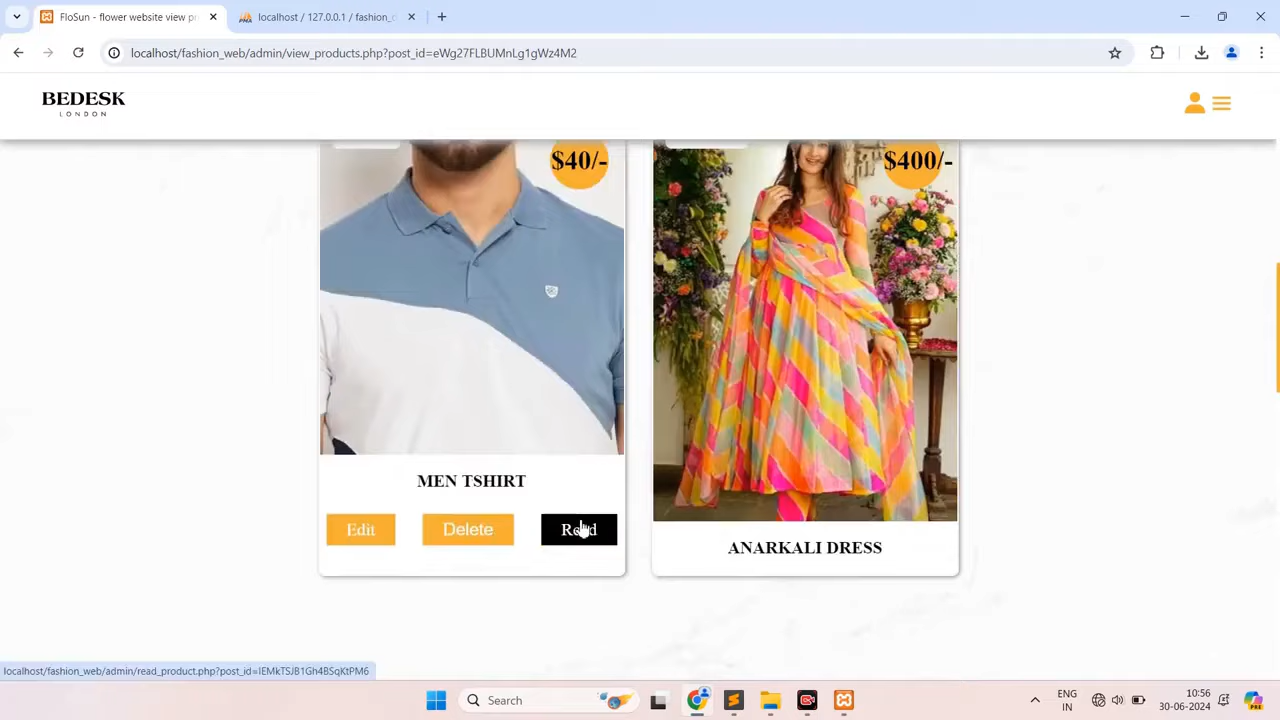 FloSun - flower website view pr
localhost / 127.0.0.1 / fashion_c
localhost/fashion_web/admin/view_products.php?post_id=eWg27FLBUMnLg1gWz4M2
BEDESK
LONDON
$40/-
$400/-
MEN TSHIRT
Edit
Delete
Read
ANARKALI DRESS
localhost/fashion_web/admin/read_product.php?post_id=lEMkTSJB1Gh4BSqKtPM6
Search
ENG
IN
10:56
30-06-2024